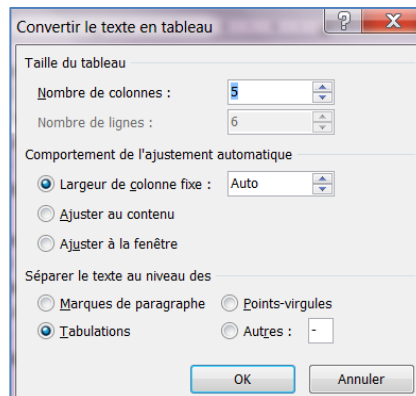 Convertir le texte en tableau
Taille du tableau
Nombre de colonnes : 5
Nombre de lignes : 6
Comportement de l'ajustement automatique
Largeur de colonne fixe : Auto
Ajuster au contenu
Ajuster à la fenêtre
Séparer le texte au niveau des
Marques de paragraphe Points-virgules
Tabulations Autres : -
OK Annuler